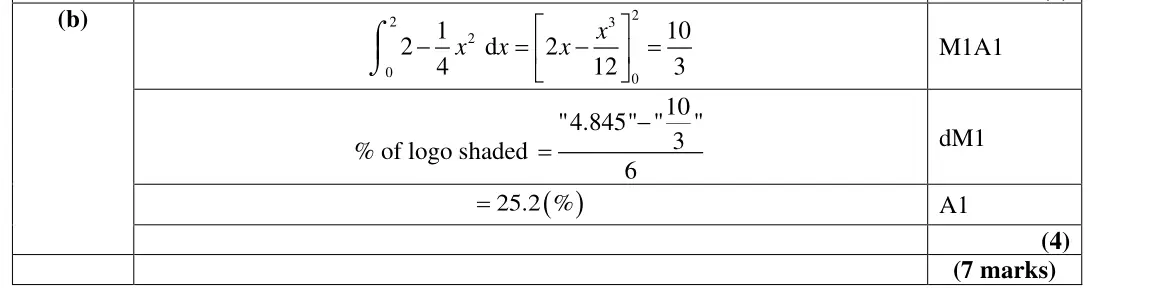 (b)
∫₀² 2 − 1/4 x² dx = [2x − x³/12]₀² = 10/3 M1A1
% of logo shaded = ("4.845" − "10/3")/6 dM1
= 25.2(%) A1
(4)
(7 marks)